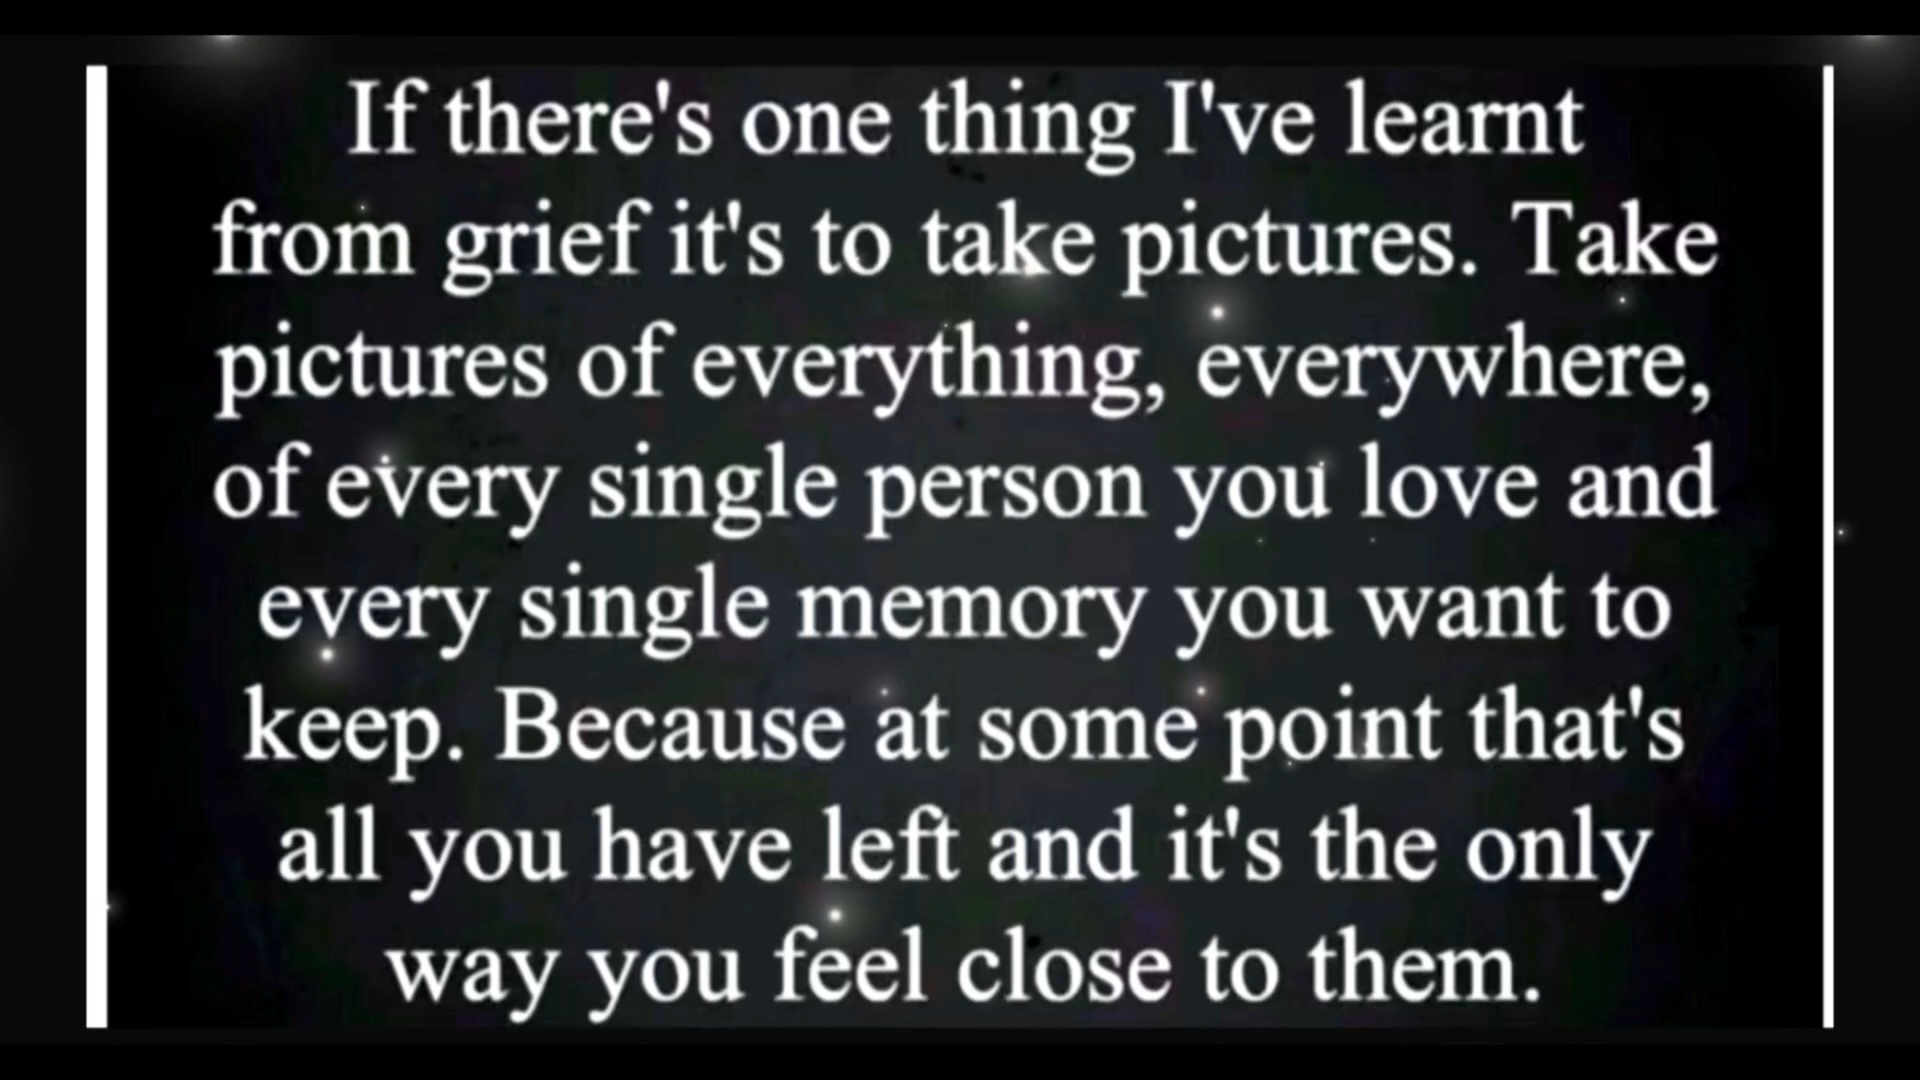 If there's one thing I've learnt
from grief it's to take pictures. Take
pictures of everything, everywhere,
of every single person you love and
every single memory you want to
keep. Because at some point that's
all you have left and it's the only
way you feel close to them.